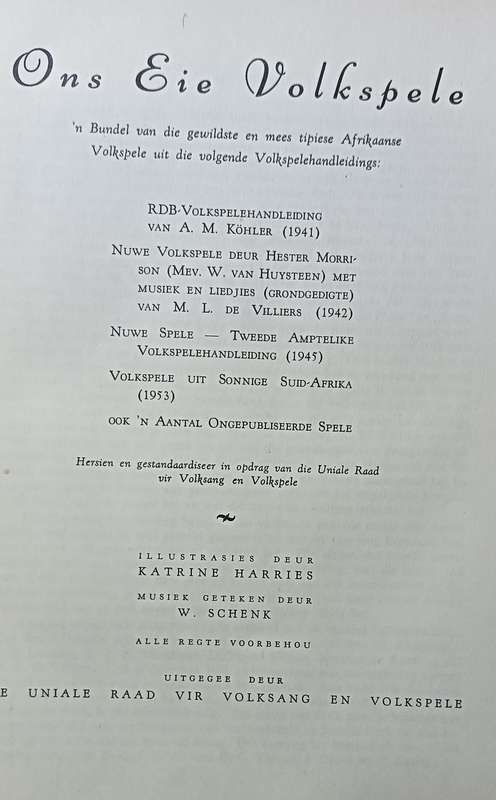 Ons Eie Volkspele
'n Bundel van die gewildste en mees tipiese Afrikaanse
Volkspele uit die volgende Volkspelehandleidings:
RDB-Volkspelehandleiding
van A. M. Köhler (1941)
Nuwe Volkspele deur Hester Morri-
son (Mev. W. van Huysteen) met
musiek en liedjies (grondgedigte)
van M. L. de Villiers (1942)
Nuwe Spele — Tweede Amptelike
Volkspelehandleiding (1945)
Volkspele uit Sonnige Suid-Afrika
(1953)
ook 'n Aantal Ongepubliseerde Spele
Hersien en gestandaardiseer in opdrag van die Uniale Raad
vir Volksang en Volkspele
ILLUSTRASIES DEUR
KATRINE HARRIES
MUSIEK GETEKEN DEUR
W. SCHENK
ALLE REGTE VOORBEHOU
UITGEGEE DEUR
E UNIALE RAAD VIR VOLKSANG EN VOLKSPELE